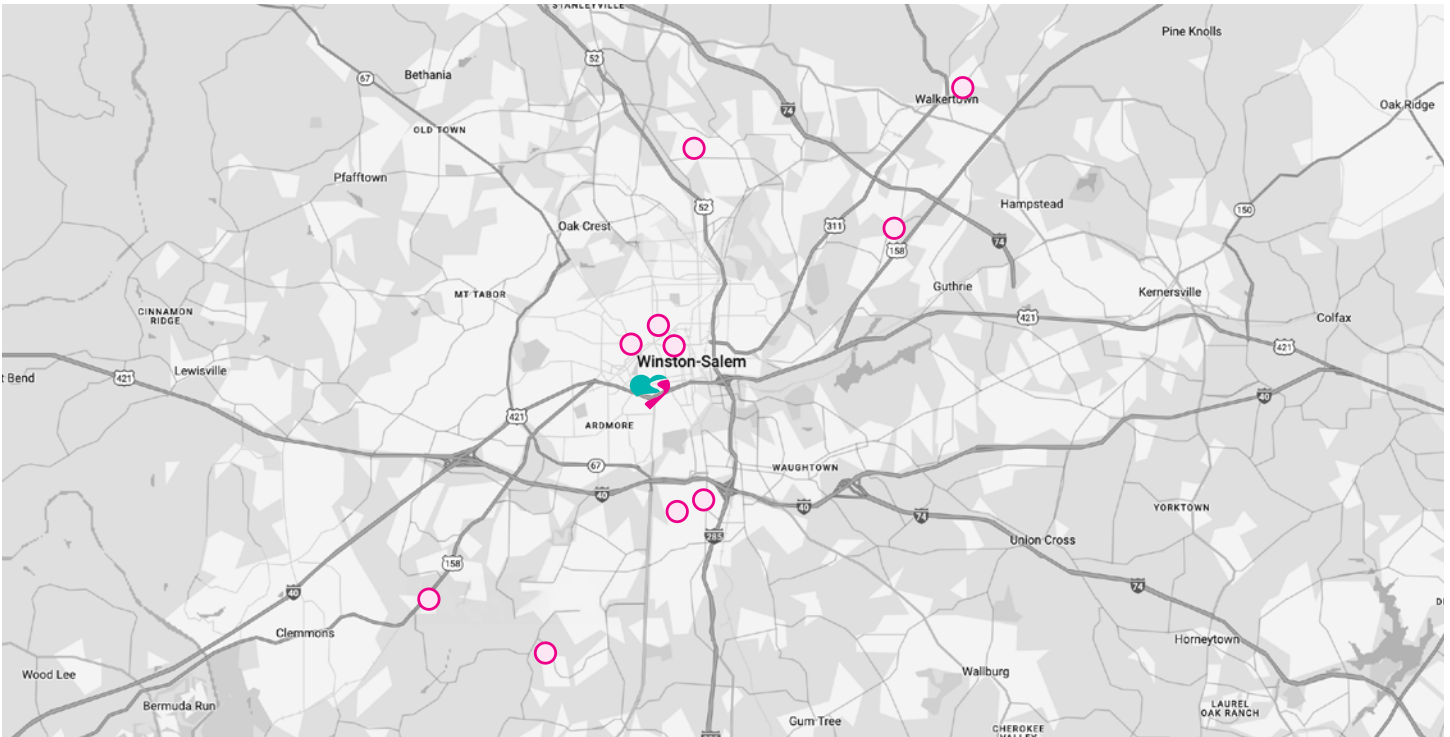 STANLEYVILLE
Pine Knolls
52
67
Bethania
Walkertown
74
Oak Ridge
OLD TOWN
Pfafftown
52
Hampstead
150
Oak Crest
311
158
74
Guthrie
Kernersville
MT TABOR
CINNAMON
RIDGE
421
Colfax
421
Winston-Salem
t Bend
421
Lewisville
40
421
ARDMORE
67
WAUGHTOWN
40
40
74
YORKTOWN
285
Union Cross
158
74
40
Clemmons
Horneytown
Wood Lee
Wallburg
Bermuda Run
LAUREL
OAK RANCH
Gum Tree
CHEROKEE
VALLEY